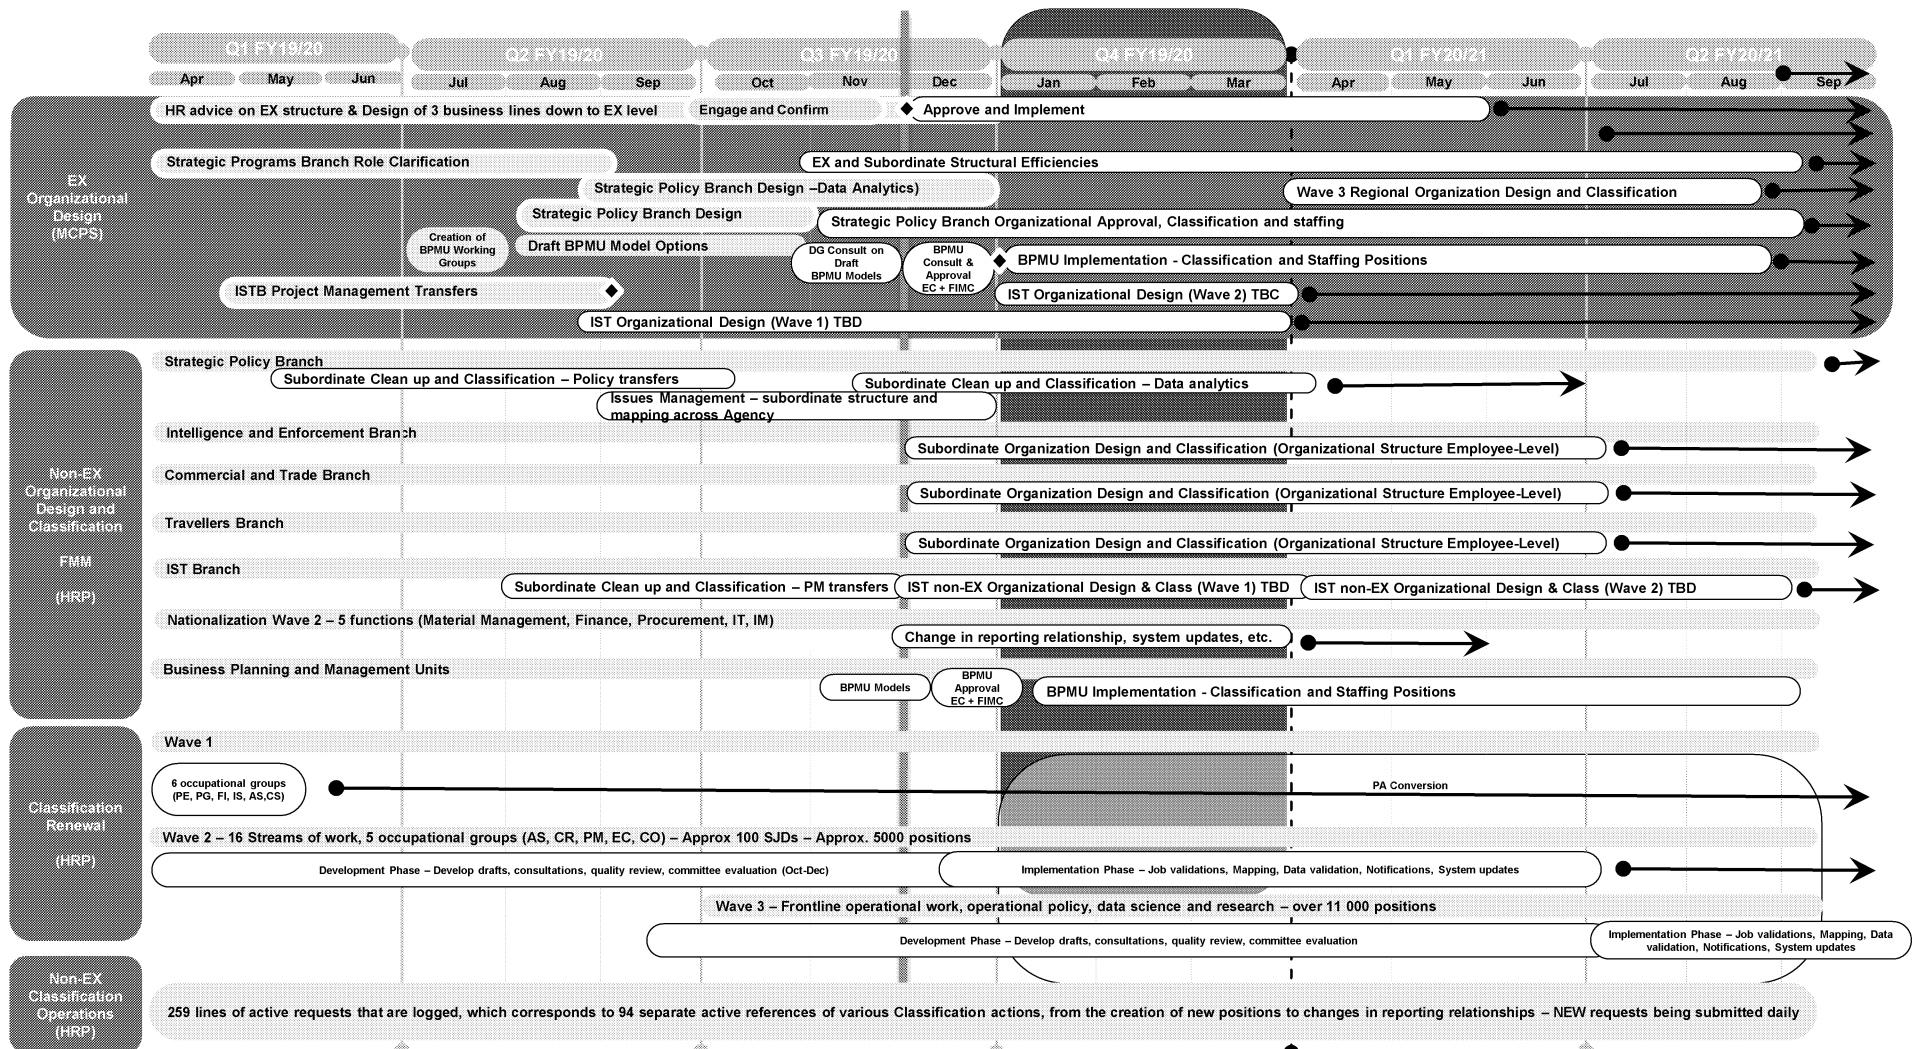 Q1 FY19/20
Q2 FY19/20
Q3 FY19/20
Q4 FY19/20
Q1 FY20/21
Q2 FY20/21
Apr
May
Jun
Jul
Aug
Sep
Oct
Nov
Dec
Jan
Feb
Mar
Apr
May
Jun
Jul
Aug
Sep
EX
Organizational
Design
(MCPS)
HR advice on EX structure & Design of 3 business lines down to EX level
Engage and Confirm
Approve and Implement
Strategic Programs Branch Role Clarification
EX and Subordinate Structural Efficiencies
Strategic Policy Branch Design –Data Analytics)
Wave 3 Regional Organization Design and Classification
Strategic Policy Branch Design
Strategic Policy Branch Organizational Approval, Classification and staffing
Creation of
BPMU Working
Groups
Draft BPMU Model Options
DG Consult on
Draft
BPMU Models
BPMU
Consult &
Approval
EC + FIMC
BPMU Implementation - Classification and Staffing Positions
ISTB Project Management Transfers
IST Organizational Design (Wave 2) TBC
IST Organizational Design (Wave 1) TBD
Non-EX
Organizational
Design and
Classification
FMM
(HRP)
Strategic Policy Branch
Subordinate Clean up and Classification – Policy transfers
Subordinate Clean up and Classification – Data analytics
Issues Management – subordinate structure and
mapping across Agency
Intelligence and Enforcement Branch
Subordinate Organization Design and Classification (Organizational Structure Employee-Level)
Commercial and Trade Branch
Subordinate Organization Design and Classification (Organizational Structure Employee-Level)
Travellers Branch
Subordinate Organization Design and Classification (Organizational Structure Employee-Level)
IST Branch
Subordinate Clean up and Classification – PM transfers
IST non-EX Organizational Design & Class (Wave 1) TBD
IST non-EX Organizational Design & Class (Wave 2) TBD
Nationalization Wave 2 – 5 functions (Material Management, Finance, Procurement, IT, IM)
Change in reporting relationship, system updates, etc.
Business Planning and Management Units
BPMU Models
BPMU
Approval
EC + FIMC
BPMU Implementation - Classification and Staffing Positions
Classification
Renewal
(HRP)
Wave 1
6 occupational groups
(PE, PG, FI, IS, AS,CS)
PA Conversion
Wave 2 – 16 Streams of work, 5 occupational groups (AS, CR, PM, EC, CO) – Approx 100 SJDs – Approx. 5000 positions
Development Phase – Develop drafts, consultations, quality review, committee evaluation (Oct-Dec)
Implementation Phase – Job validations, Mapping, Data validation, Notifications, System updates
Wave 3 – Frontline operational work, operational policy, data science and research – over 11 000 positions
Development Phase – Develop drafts, consultations, quality review, committee evaluation
Implementation Phase – Job validations, Mapping, Data
validation, Notifications, System updates
Non-EX
Classification
Operations
(HRP)
259 lines of active requests that are logged, which corresponds to 94 separate active references of various Classification actions, from the creation of new positions to changes in reporting relationships – NEW requests being submitted daily